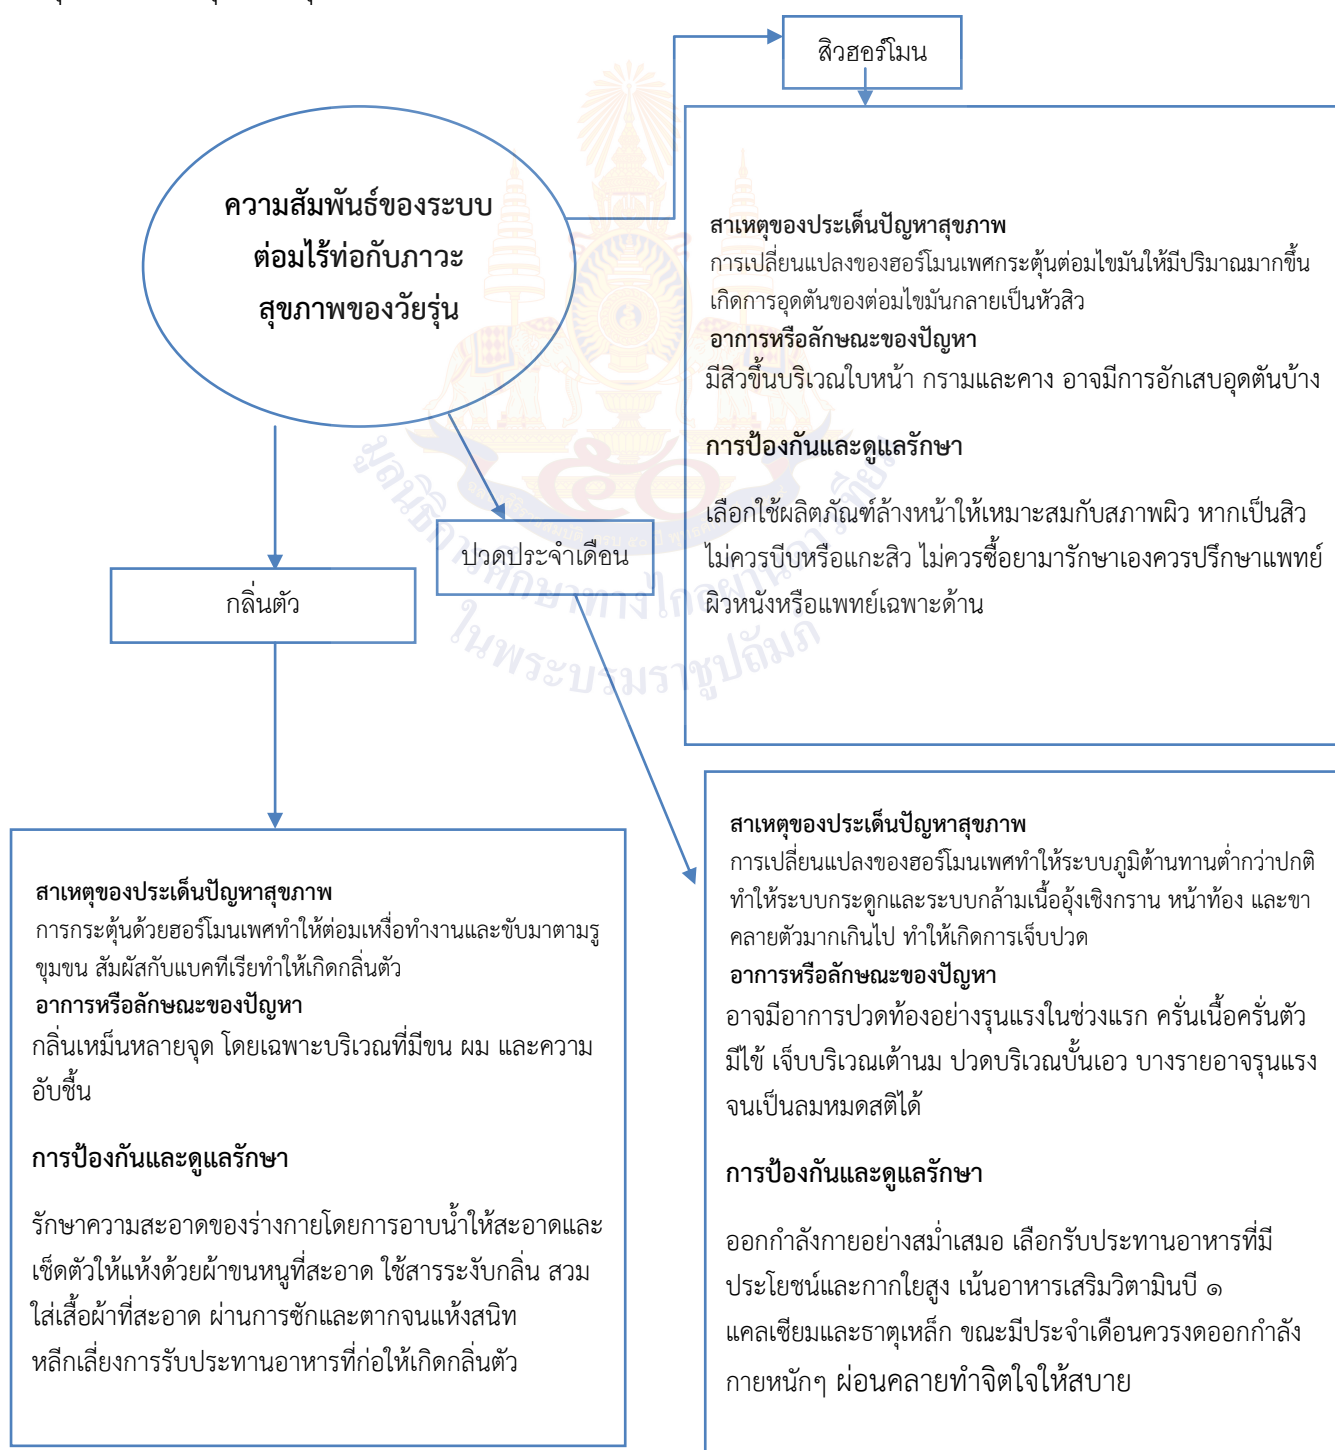 สิวฮอร์โมน
ความสัมพันธ์ของระบบ
ต่อมไร้ท่อกับภาวะ
สุขภาพของวัยรุ่น
สาเหตุของประเด็นปัญหาสุขภาพ
การเปลี่ยนแปลงของฮอร์โมนเพศกระตุ้นต่อมไขมันให้มีปริมาณมากขึ้น
เกิดการอุดตันของต่อมไขมันกลายเป็นหัวสิว
อาการหรือลักษณะของปัญหา
มีสิวขึ้นบริเวณใบหน้า กรามและคาง อาจมีการอักเสบอุดตันบ้าง
การป้องกันและดูแลรักษา
เลือกใช้ผลิตภัณฑ์ล้างหน้าให้เหมาะสมกับสภาพผิว หากเป็นสิว
ไม่ควรบีบหรือแกะสิว ไม่ควรซื้อยามารักษาเองควรปรึกษาแพทย์
ผิวหนังหรือแพทย์เฉพาะด้าน
ปวดประจำเดือน
กลิ่นตัว
มูลนิธิการศึกษาทางไกลผ่านดาวเทียม
ในพระบรมราชูปถัมภ์
สาเหตุของประเด็นปัญหาสุขภาพ
การกระตุ้นด้วยฮอร์โมนเพศทำให้ต่อมเหงื่อทำงานและขับมาตามรู
ขุมขน สัมผัสกับแบคทีเรียทำให้เกิดกลิ่นตัว
อาการหรือลักษณะของปัญหา
กลิ่นเหม็นหลายจุด โดยเฉพาะบริเวณที่มีขน ผม และความ
อับชื้น
การป้องกันและดูแลรักษา
รักษาความสะอาดของร่างกายโดยการอาบน้ำให้สะอาดและ
เช็ดตัวให้แห้งด้วยผ้าขนหนูที่สะอาด ใช้สารระงับกลิ่น สวม
ใส่เสื้อผ้าที่สะอาด ผ่านการซักและตากจนแห้งสนิท
หลีกเลี่ยงการรับประทานอาหารที่ก่อให้เกิดกลิ่นตัว
สาเหตุของประเด็นปัญหาสุขภาพ
การเปลี่ยนแปลงของฮอร์โมนเพศทำให้ระบบภูมิต้านทานต่ำกว่าปกติ
ทำให้ระบบกระดูกและระบบกล้ามเนื้ออุ้งเชิงกราน หน้าท้อง และขา
คลายตัวมากเกินไป ทำให้เกิดการเจ็บปวด
อาการหรือลักษณะของปัญหา
อาจมีอาการปวดท้องอย่างรุนแรงในช่วงแรก ครั่นเนื้อครั่นตัว
มีไข้ เจ็บบริเวณเต้านม ปวดบริเวณบั้นเอว บางรายอาจรุนแรง
จนเป็นลมหมดสติได้
การป้องกันและดูแลรักษา
ออกกำลังกายอย่างสม่ำเสมอ เลือกรับประทานอาหารที่มี
ประโยชน์และกากใยสูง เน้นอาหารเสริมวิตามินบี ๑
แคลเซียมและธาตุเหล็ก ขณะมีประจำเดือนควรงดออกกำลัง
กายหนักๆ ผ่อนคลายทำจิตใจให้สบาย